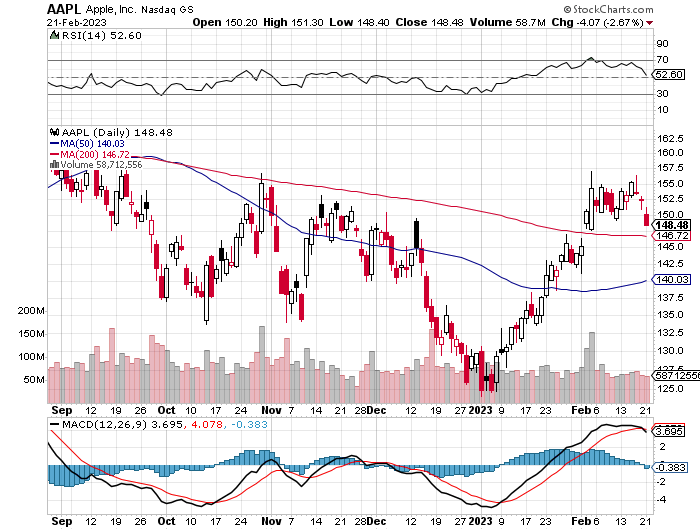 AAPL Apple, Inc. Nasdaq GS
© StockCharts.com
21-Feb-2023
Open 150.20 High 151.30 Low 148.40 Close 148.48 Volume 58.7M Chg -4.07 (-2.67%)
RSI(14) 52.60
90
70
52.60
30
10
AAPL (Daily) 148.48
MA(50) 140.03
MA(200) 146.72
Volume 58,712,556
162.5
160.0
157.5
155.0
152.5
150.0
148.48
146.72
145.0
142.5
140.03
137.5
135.0
132.5
130.0
127.5
125.0
200M
150M
100M
50M
58712556
Sep 12 19 26 Oct 10 17 24 Nov 7 14 21 28 Dec 12 19 27 2023 9 17 23 Feb 6 13 21
MACD(12,26,9) 3.695, 4.078, -0.383
3.695
2
-0.383
-2
-4
Sep 12 19 26 Oct 10 17 24 Nov 7 14 21 28 Dec 12 19 27 2023 9 17 23 Feb 6 13 21